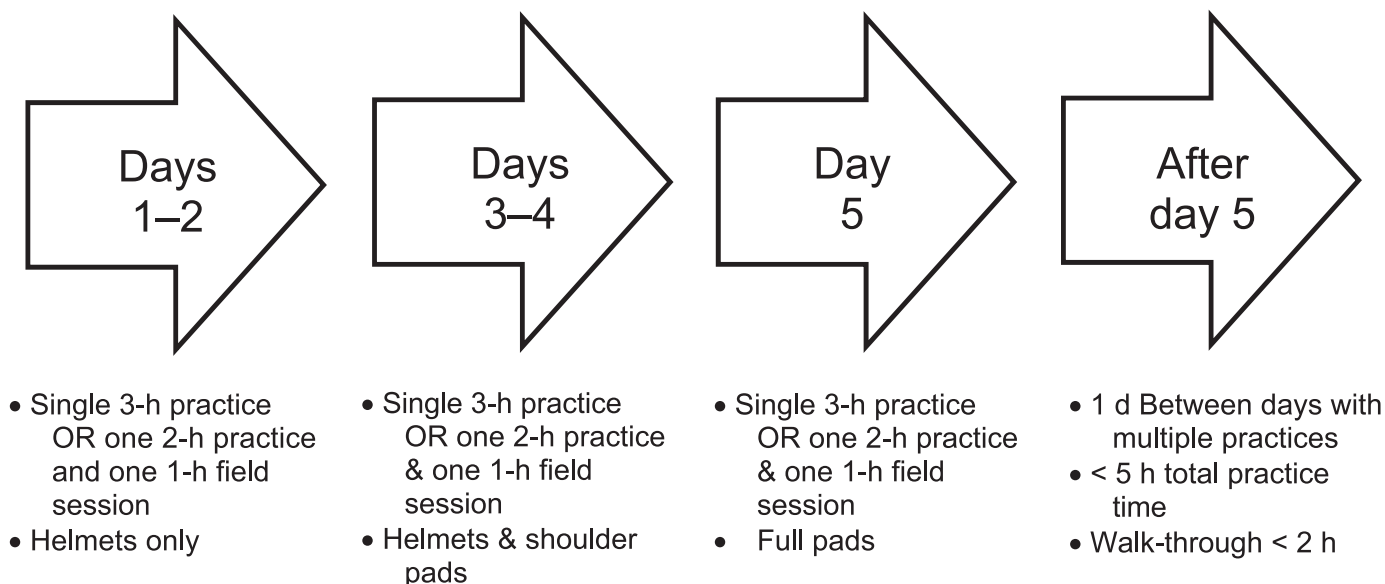 Days
1–2
Days
3–4
Day
5
After
day 5
• Single 3-h practice
OR one 2-h practice
and one 1-h field
session
• Helmets only
• Single 3-h practice
OR one 2-h practice
& one 1-h field
session
• Helmets & shoulder
pads
• Single 3-h practice
OR one 2-h practice
& one 1-h field
session
• Full pads
• 1 d Between days with
multiple practices
• < 5 h total practice
time
• Walk-through < 2 h